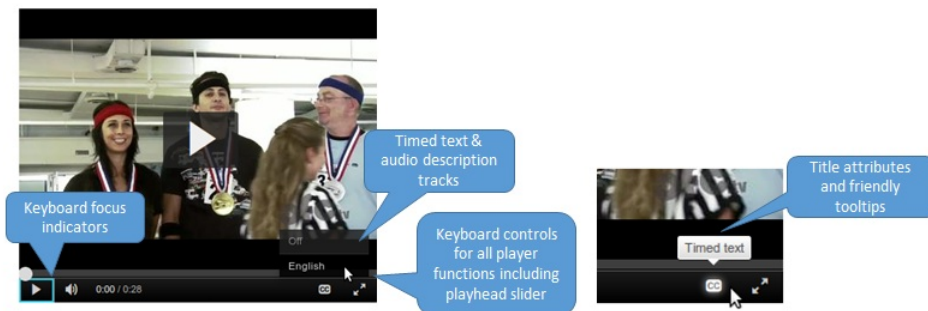 Timed text &
audio description
tracks
Title attributes
and friendly
tooltips
Keyboard focus
indicators
Keyboard controls
for all player
functions including
playhead slider
Off
English
Timed text
0:00 / 0:28
CC
CC